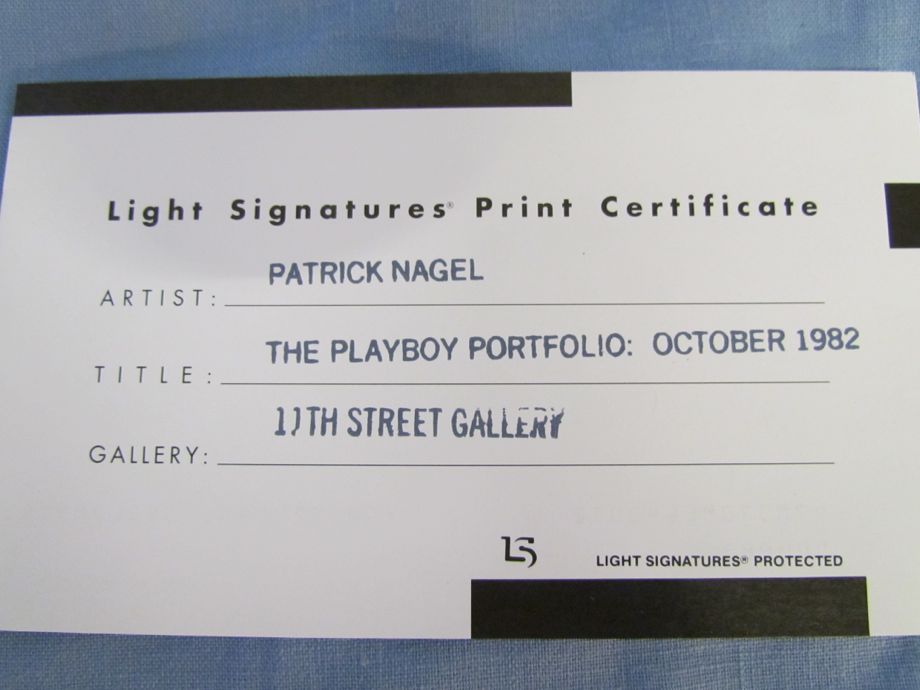 Light Signatures® Print Certificate
ARTIST: PATRICK NAGEL
TITLE: THE PLAYBOY PORTFOLIO: OCTOBER 1982
GALLERY: 11TH STREET GALLERY
LS
LIGHT SIGNATURES® PROTECTED